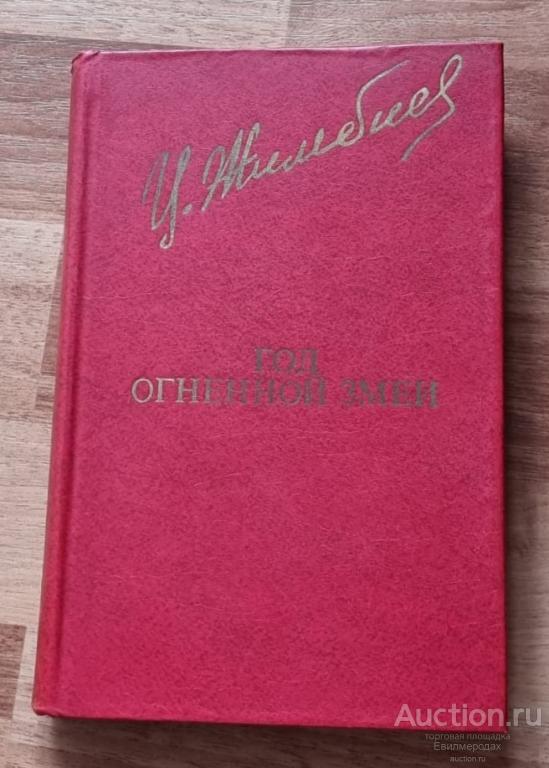 Ц. Жимбиев
ГОД
ОГНЕННОЙ ЗМЕИ
Auction.ru
торговая площадка
Евилмеродах
auction.ru